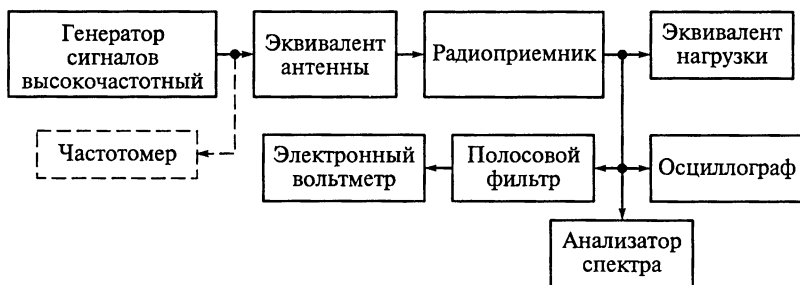 Генератор
сигналов
высокочастотный
Эквивалент
антенны
Радиоприемник
Эквивалент
нагрузки
Частотомер
Электронный
вольтметр
Полосовой
фильтр
Осциллограф
Анализатор
спектра